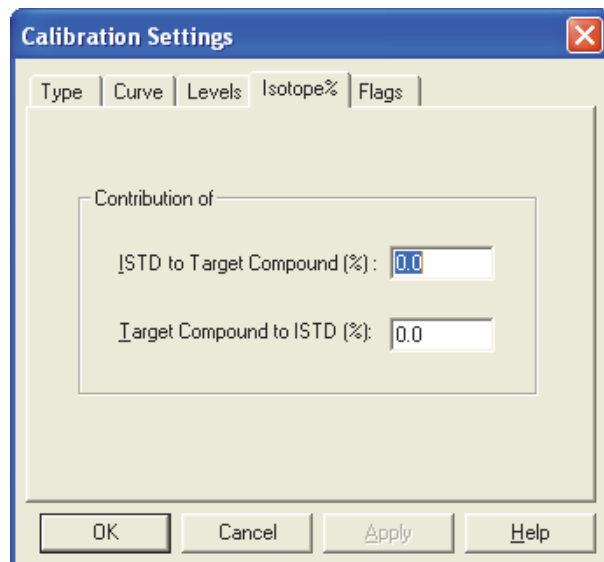 Calibration Settings
Type Curve Levels Isotope% Flags
Contribution of
ISTD to Target Compound (%) : 0.0
Target Compound to ISTD (%): 0.0
OK Cancel Apply Help